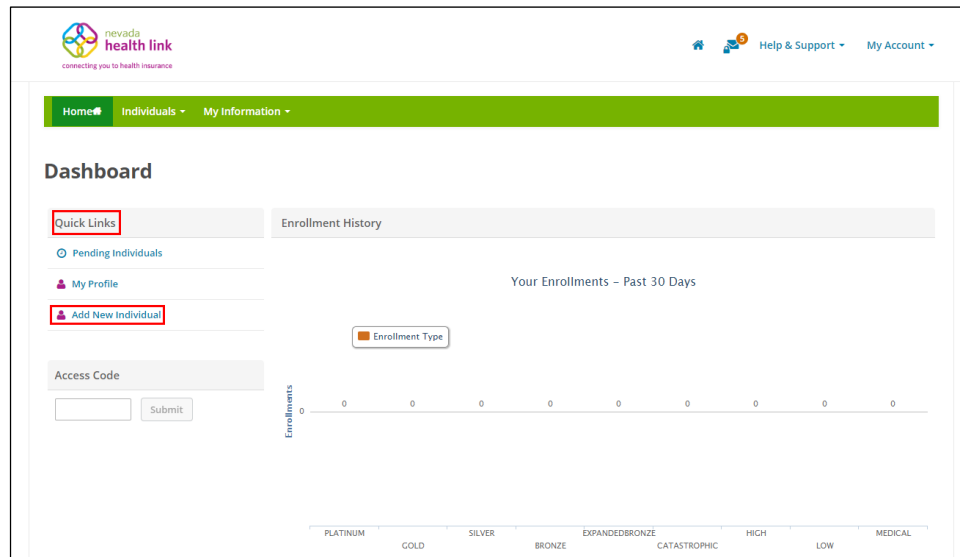 nevada
health link
connecting you to health insurance
5
Help & Support
My Account
Home
Individuals
My Information
Dashboard
Quick Links
Pending Individuals
My Profile
Add New Individual
Access Code
Submit
Enrollment History
Your Enrollments – Past 30 Days
Enrollment Type
Enrollments
0
0 0 0 0 0 0 0 0 0
PLATINUM SILVER EXPANDEDBRONZE HIGH MEDICAL
GOLD BRONZE CATASTROPHIC LOW